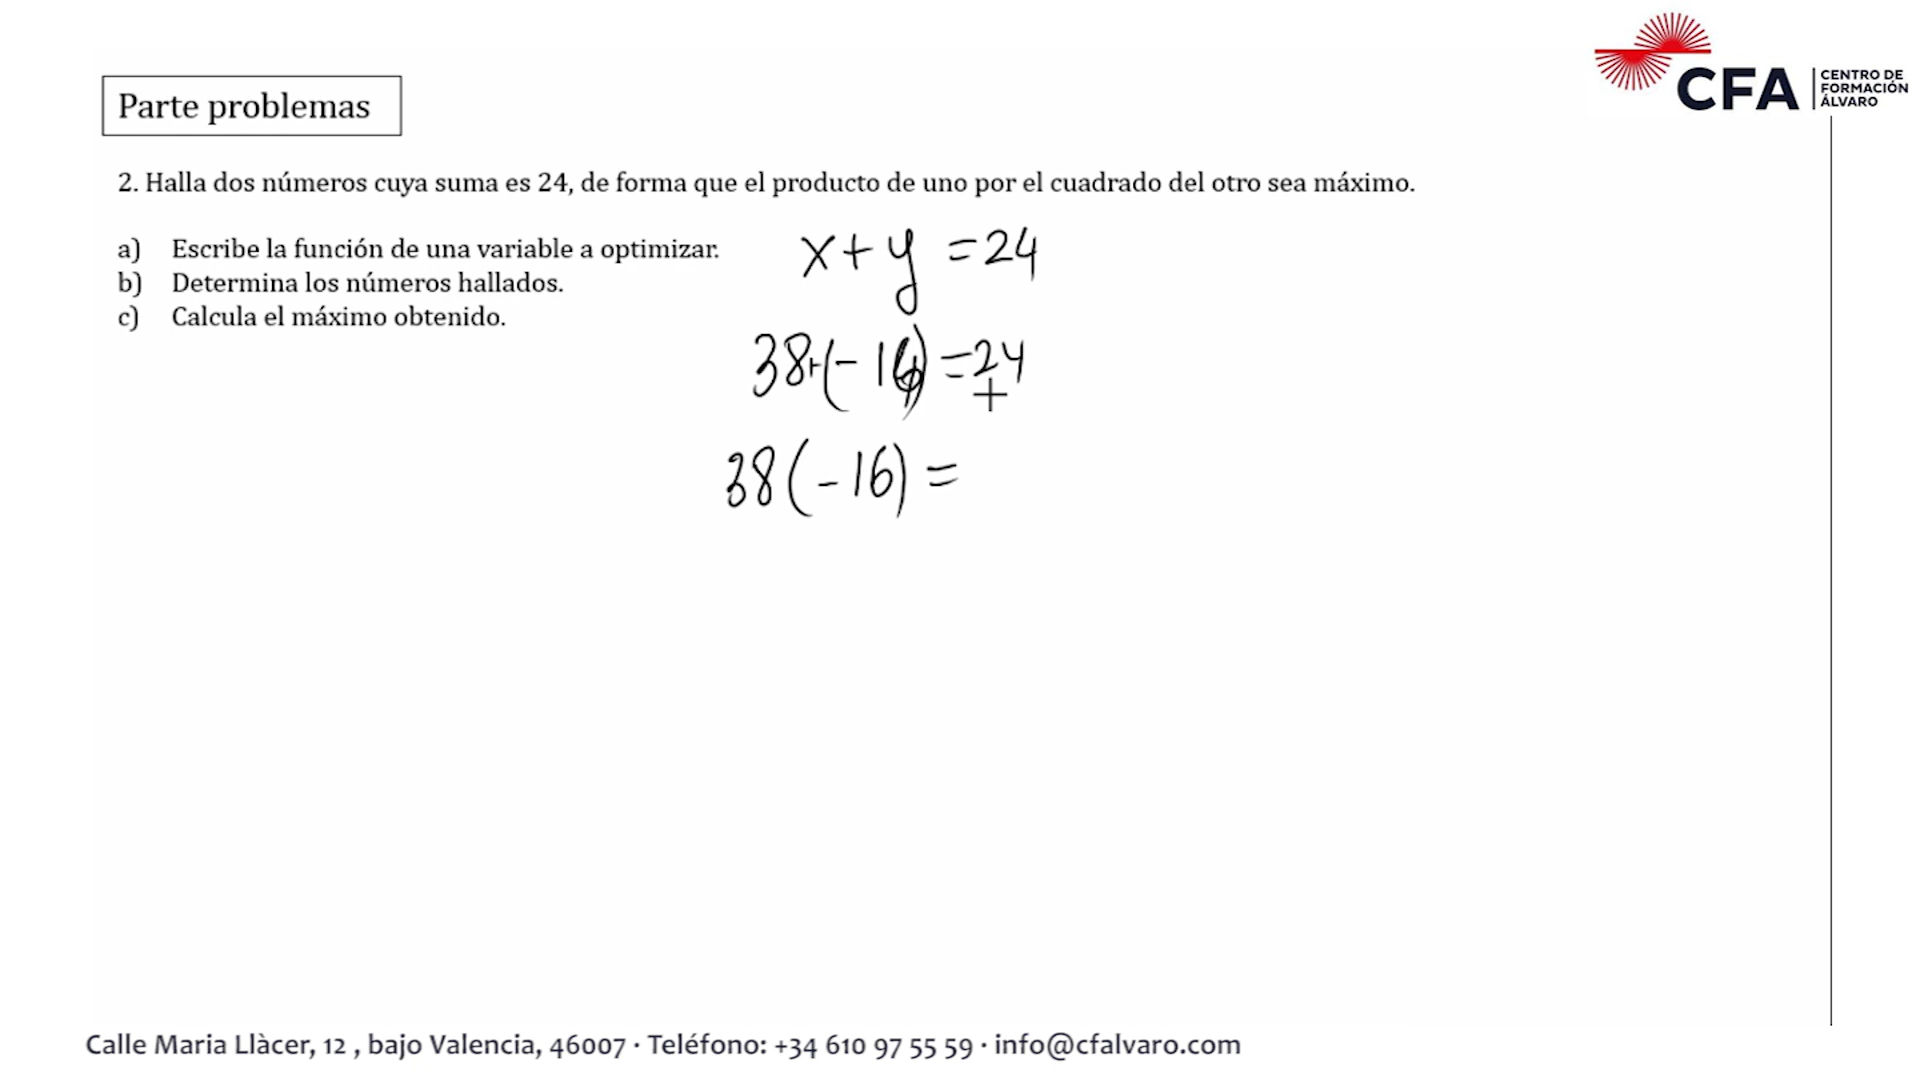 CFA
CENTRO DE
FORMACIÓN
ÁLVARO
Parte problemas
2. Halla dos números cuya suma es 24, de forma que el producto de uno por el cuadrado del otro sea máximo.
a) Escribe la función de una variable a optimizar.
b) Determina los números hallados.
c) Calcula el máximo obtenido.
x+y=24
38+(-14)=24
38(-16)=
Calle Maria Llàcer, 12 , bajo Valencia, 46007 · Teléfono: +34 610 97 55 59 · info@cfalvaro.com